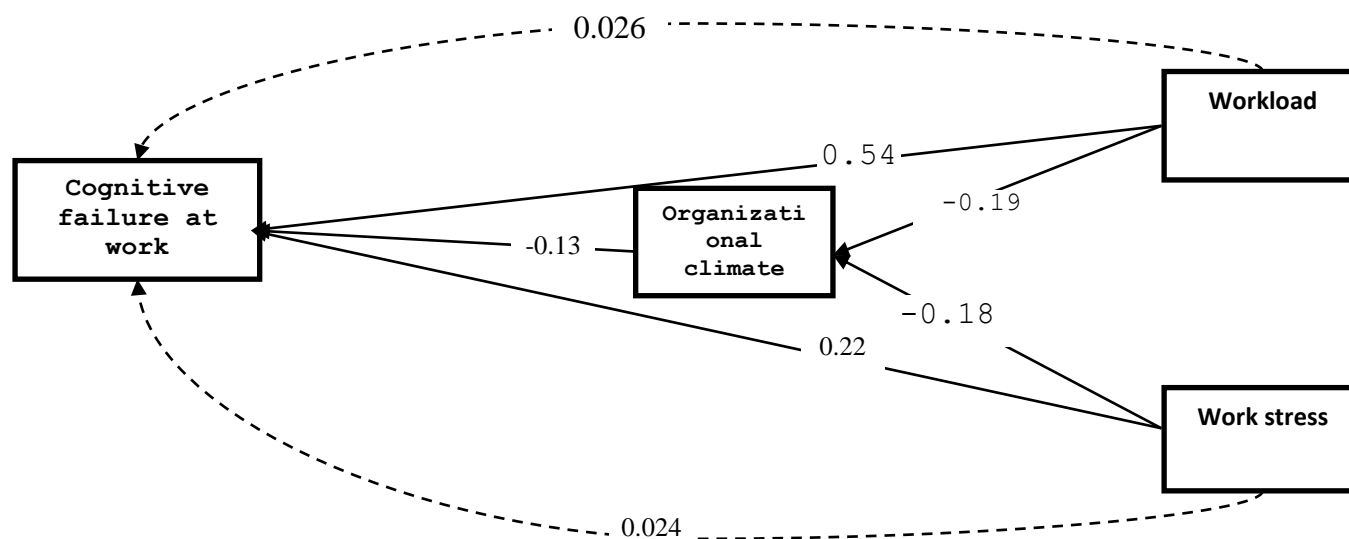 0.026
Workload
0.54
Cognitive
failure at
work
Organizati
onal
climate
-0.19
-0.13
-0.18
0.22
Work stress
0.024